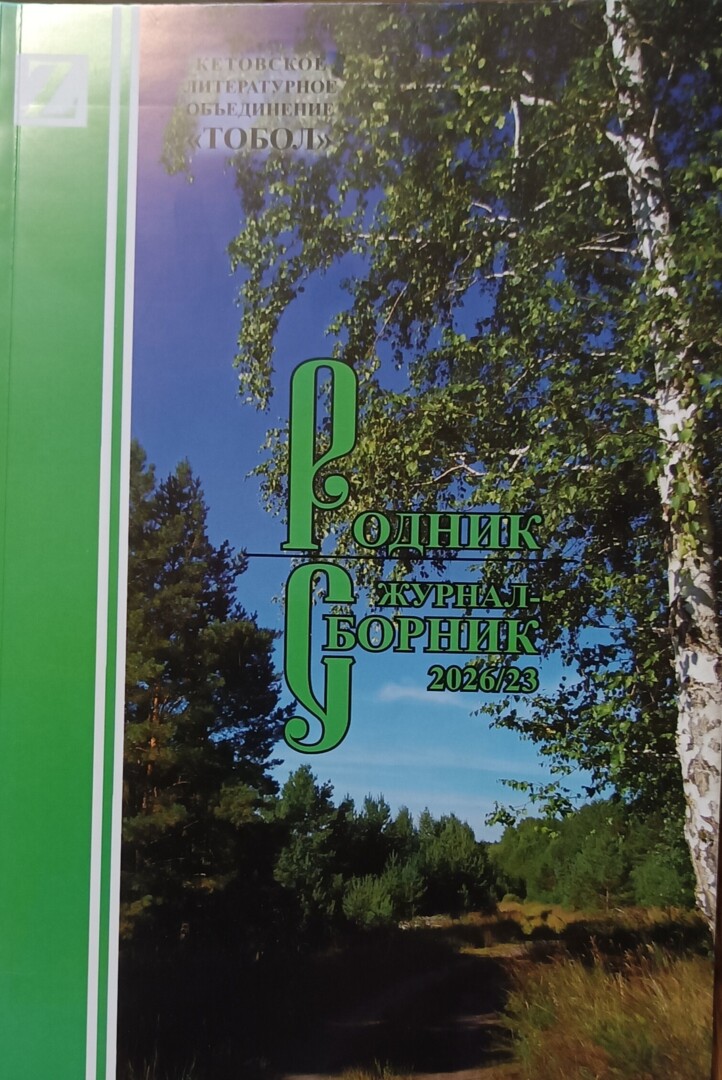 Z
КЕТОВСКОЕ
ЛИТЕРАТУРНОЕ
ОБЪЕДИНЕНИЕ
«ТОБОЛ»
РОДНИК
ЖУРНАЛ-
СБОРНИК
2026/23